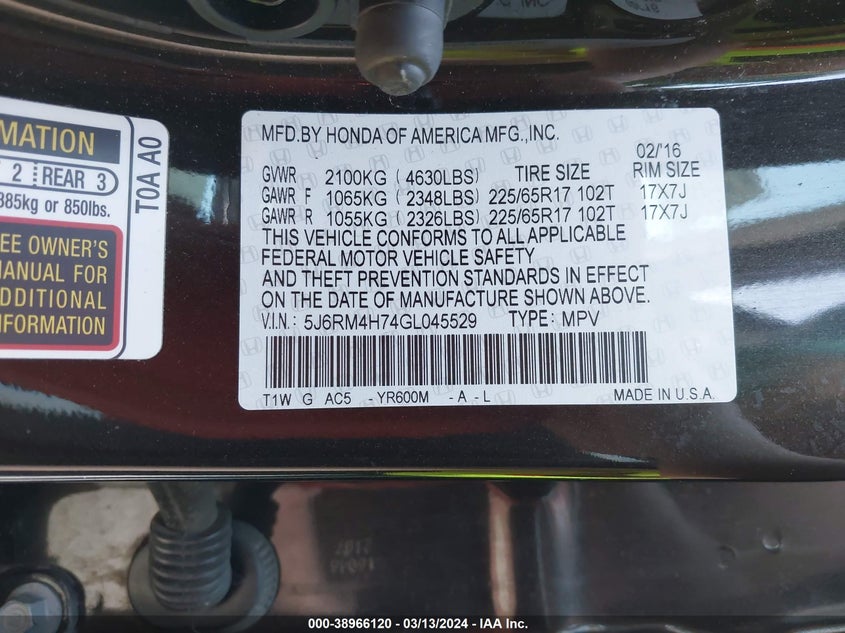 MATION
2 REAR 3
385kg or 850lbs.
EE OWNER'S
MANUAL FOR
ADDITIONAL
INFORMATION
T0A A0
MFD.BY HONDA OF AMERICA MFG.,INC.
02/'16
GVWR 2100KG ( 4630LBS) TIRE SIZE RIM SIZE
GAWR F 1065KG ( 2348LBS) 225/65R17 102T 17X7J
GAWR R 1055KG ( 2326LBS) 225/65R17 102T 17X7J
THIS VEHICLE CONFORMS TO ALL APPLICABLE
FEDERAL MOTOR VEHICLE SAFETY
AND THEFT PREVENTION STANDARDS IN EFFECT
ON THE DATE OF MANUFACTURE SHOWN ABOVE.
V.I.N.: 5J6RM4H74GL045529 TYPE: MPV
T1W G AC5 - YR600M - A - L MADE IN U.S.A.
000-38966120 — 03/13/2024 — IAA Inc.